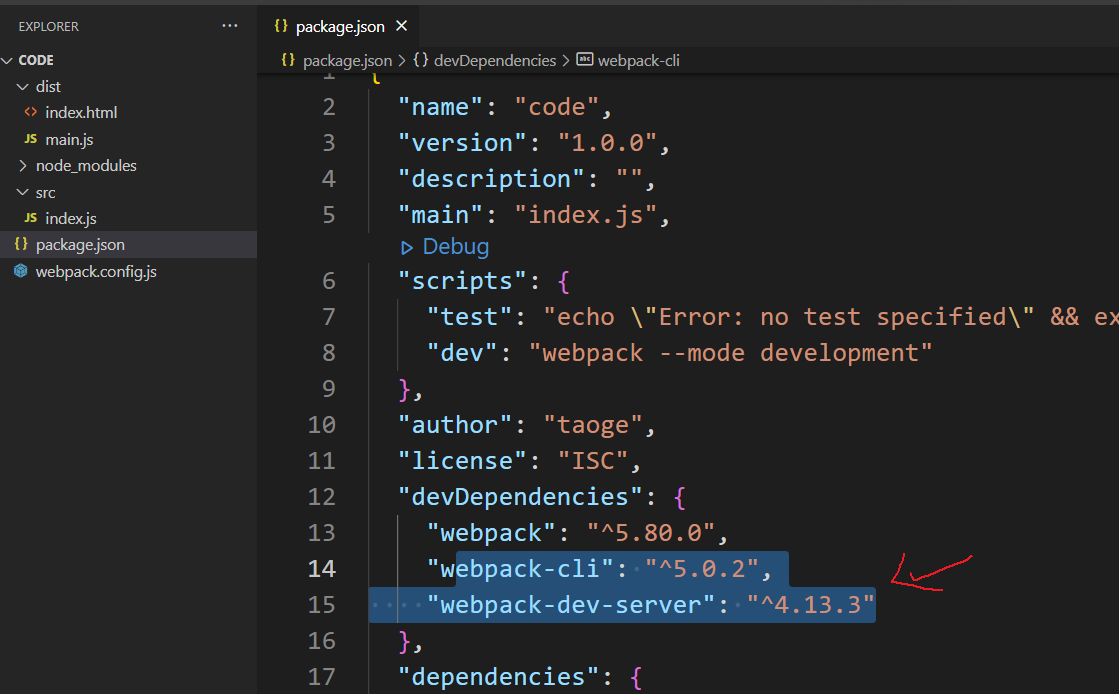 EXPLORER
···
CODE
dist
index.html
JS main.js
node_modules
src
JS index.js
{} package.json
webpack.config.js
{} package.json ×
{} package.json > {} devDependencies > abc webpack-cli
1 {
2 "name": "code",
3 "version": "1.0.0",
4 "description": "",
5 "main": "index.js",
Debug
6 "scripts": {
7 "test": "echo \"Error: no test specified\" && ex
8 "dev": "webpack --mode development"
9 },
10 "author": "taoge",
11 "license": "ISC",
12 "devDependencies": {
13 "webpack": "^5.80.0",
14 "webpack-cli": "^5.0.2",
15 "webpack-dev-server": "^4.13.3"
16 },
17 "dependencies": {